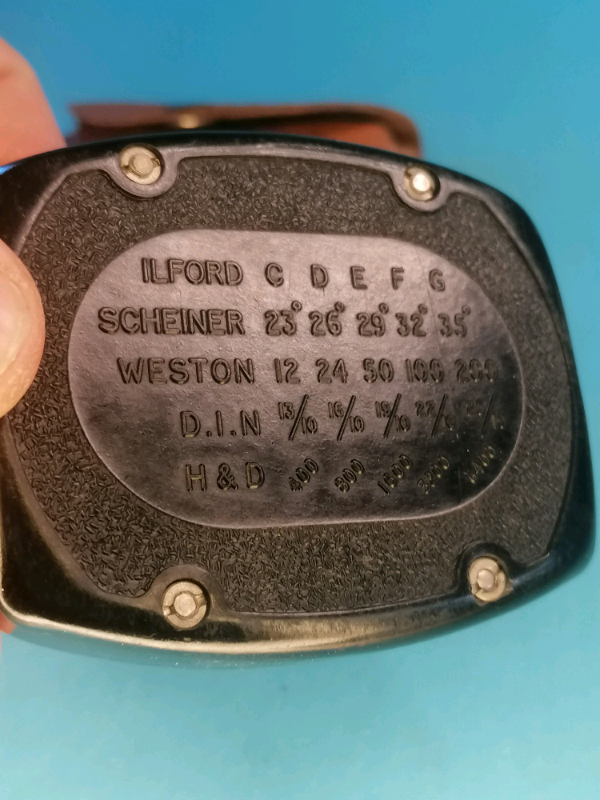 ILFORD C D E F G
SCHEINER 23° 26° 29° 32° 35°
WESTON 12 24 50 100 200
D.I.N 13/10 16/10 19/10
H & D 400 800 1600